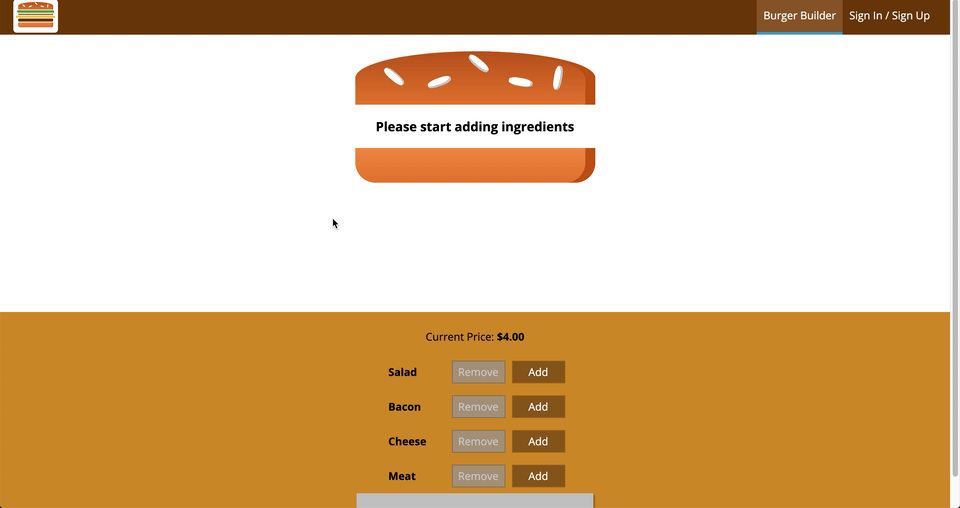 Burger Builder Sign In / Sign Up
Please start adding ingredients
Current Price: $4.00
Salad Remove Add
Bacon Remove Add
Cheese Remove Add
Meat Remove Add